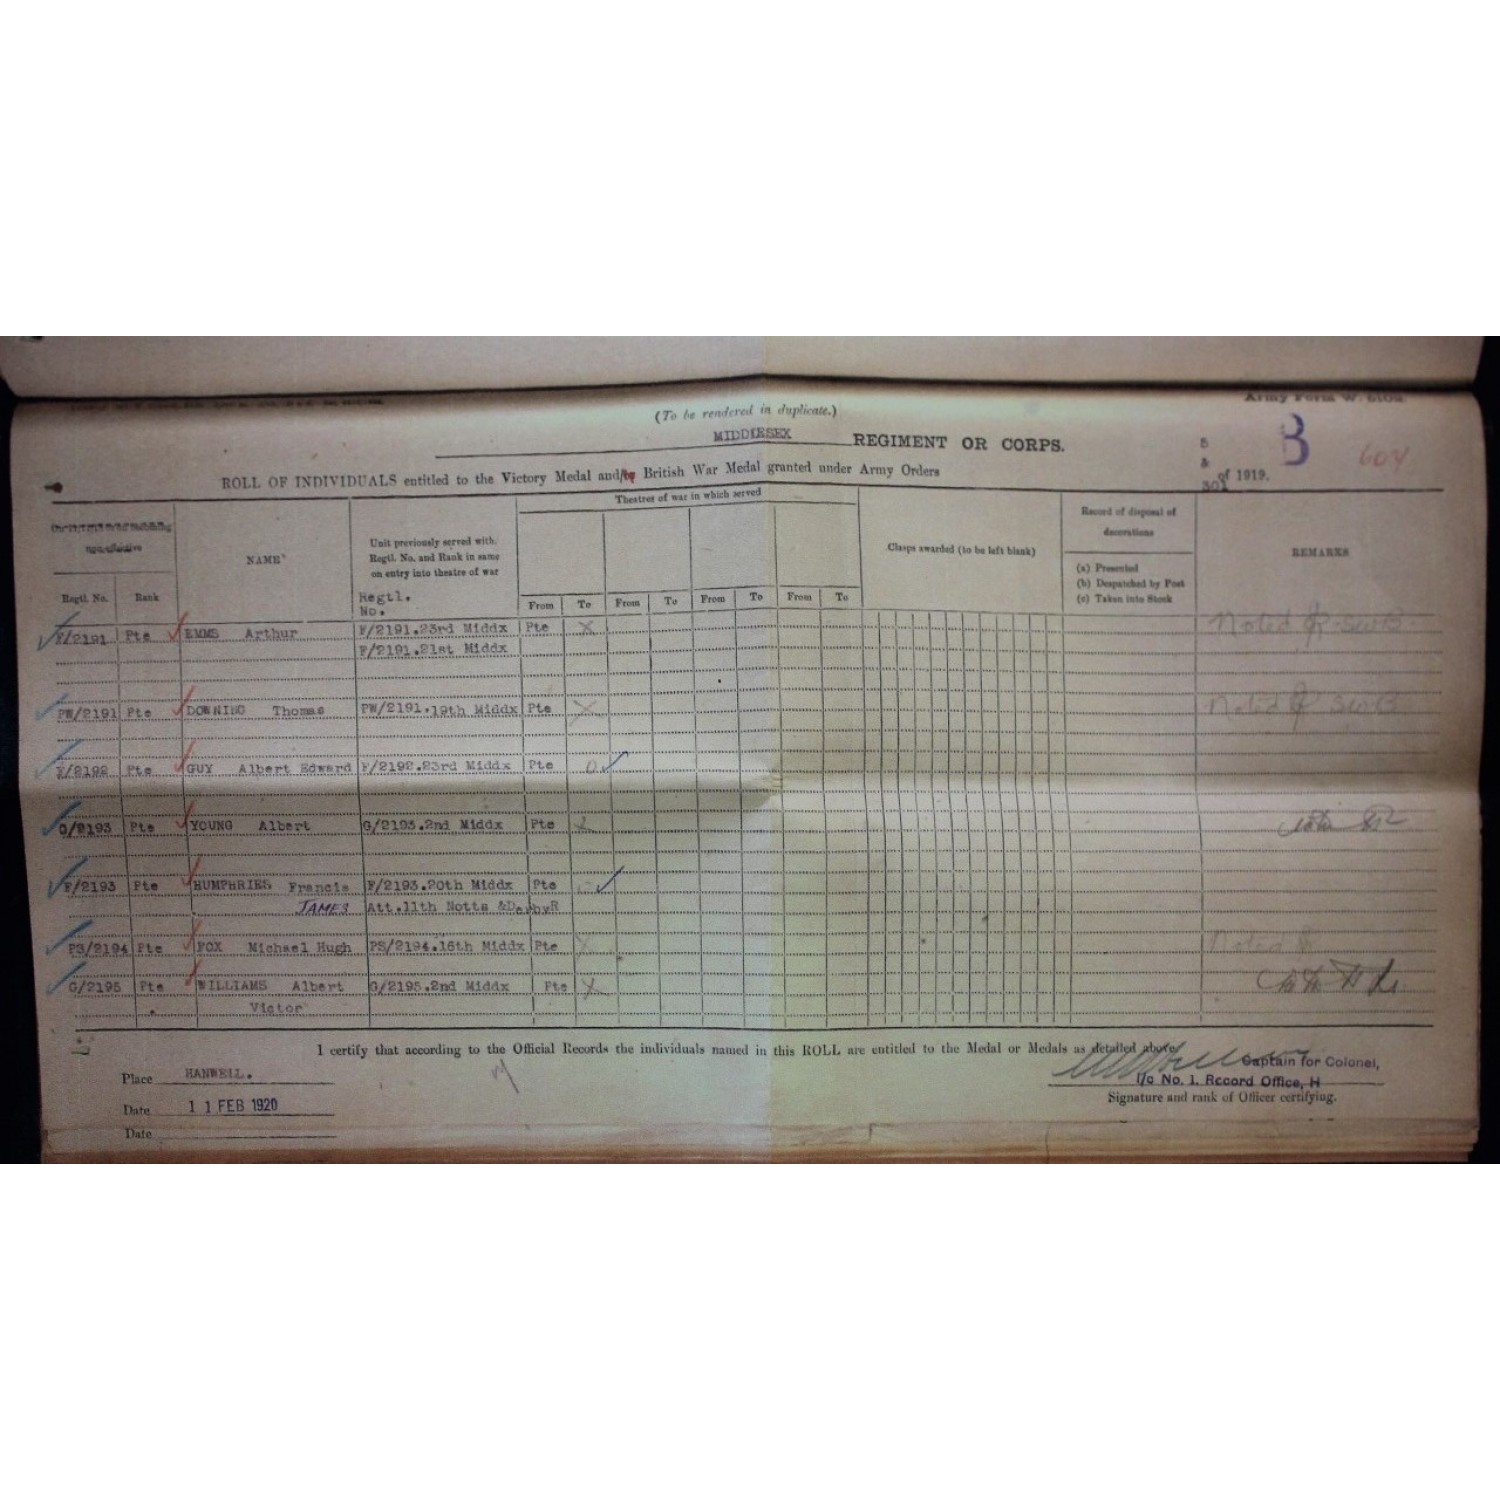 (To be rendered in duplicate.)
MIDDLESEX REGIMENT OR CORPS.
B
604
5
&
301 of 1919.
ROLL OF INDIVIDUALS entitled to the Victory Medal and/or British War Medal granted under Army Orders
Theatres of war in which served
non-effective
NAME
Unit previously served with.
Regtl. No. and Rank in same
on entry into theatre of war
Clasps awarded (to be left blank)
Record of disposal of
decorations
(a) Presented
(b) Despatched by Post
(c) Taken into Stock
REMARKS
Regtl. No. Rank Regtl. No. From To From To From To From To
F/2191 Pte EMMS Arthur F/2191.23rd Middx Pte X Noted
F/2191.21st Middx
PW/2191 Pte DOWNING Thomas PW/2191.19th Middx Pte X Noted
F/2192 Pte GUY Albert Edward F/2192.23rd Middx Pte
G/2193 Pte YOUNG Albert G/2193.2nd Middx Pte X
F/2193 Pte HUMPHRIES Francis F/2193.20th Middx Pte
JAMES Att.11th Notts &DerbyR
PS/2194 Pte FOX Michael Hugh PS/2194.16th Middx Pte X Noted
G/2195 Pte WILLIAMS Albert G/2195.2nd Middx Pte X
Victor
I certify that according to the Official Records the individuals named in this ROLL are entitled to the Medal or Medals as detailed above
Place HANWELL.
Captain for Colonel,
I/c No. 1. Record Office, H
Date 11 FEB 1920
Signature and rank of Officer certifying.
Date